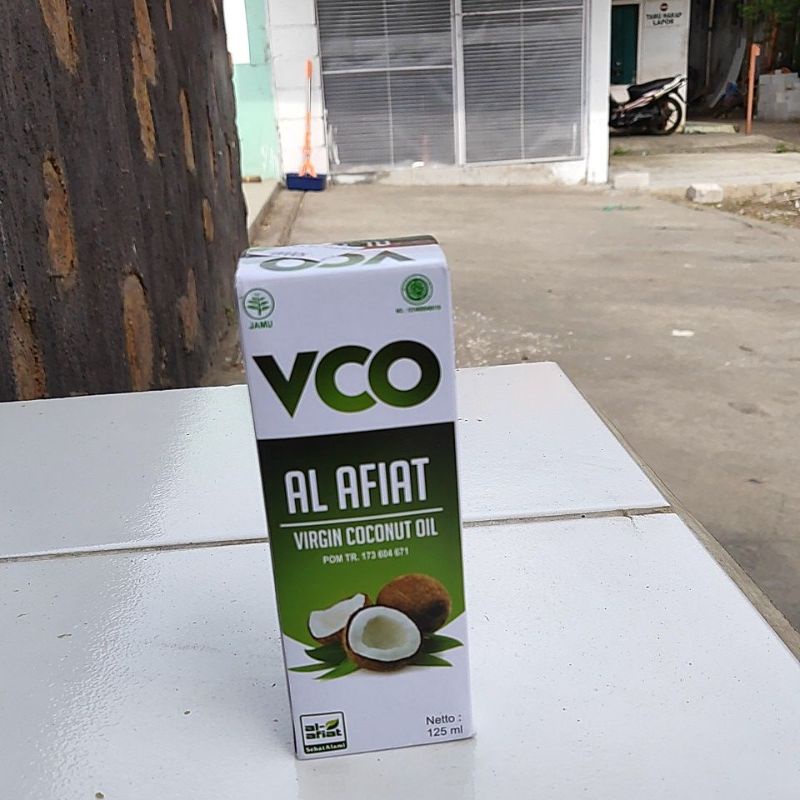 TAMU HARAP
LAPOR
VCO
JAMU
VCO
AL AFIAT
VIRGIN COCONUT OIL
POM TR. 173 604 671
al-
afiat
Sehat Alami
Netto :
125 ml